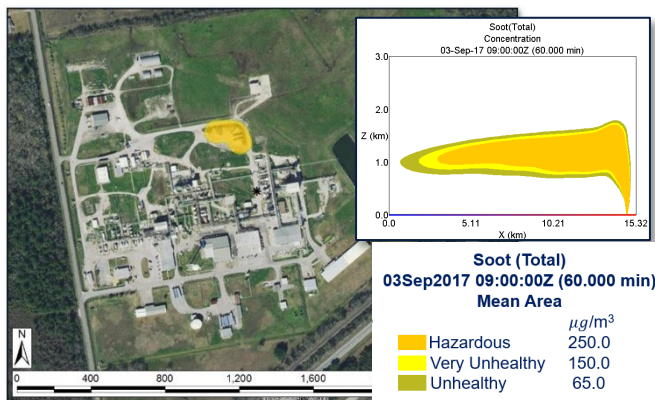 Soot(Total)
Concentration
03-Sep-17 09:00:00Z (60.000 min)
3.0
2.0
Z (km)
1.0
0.0
0.0 5.11 10.21 15.32
X (km)
Soot (Total)
03Sep2017 09:00:00Z (60.000 min)
Mean Area
μg/m³
Hazardous 250.0
Very Unhealthy 150.0
Unhealthy 65.0
N
0 400 800 1,200 1,600